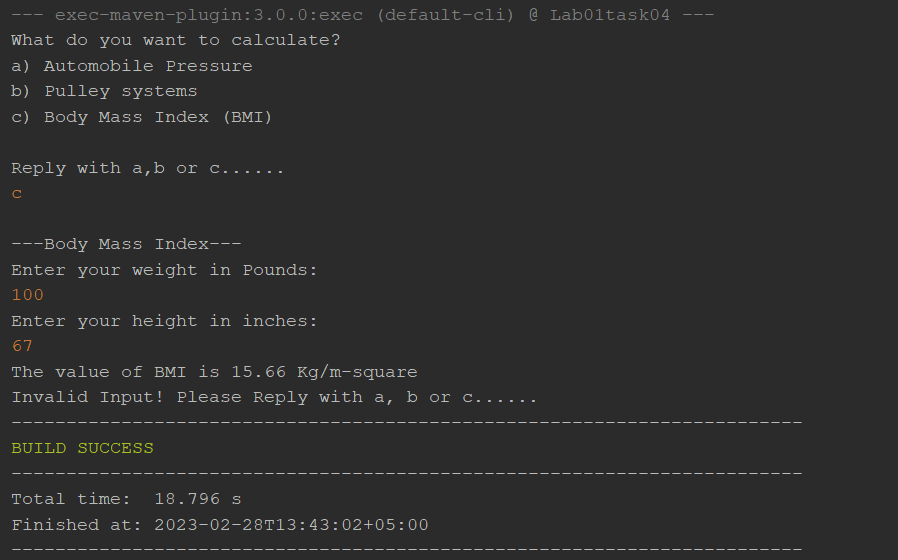 --- exec-maven-plugin:3.0.0:exec (default-cli) @ Lab01task04 ---
What do you want to calculate?
a) Automobile Pressure
b) Pulley systems
c) Body Mass Index (BMI)

Reply with a,b or c......
c

---Body Mass Index---
Enter your weight in Pounds:
100
Enter your height in inches:
67
The value of BMI is 15.66 Kg/m-square
Invalid Input! Please Reply with a, b or c......
------------------------------------------------------------------------
BUILD SUCCESS
------------------------------------------------------------------------
Total time:  18.796 s
Finished at: 2023-02-28T13:43:02+05:00
------------------------------------------------------------------------